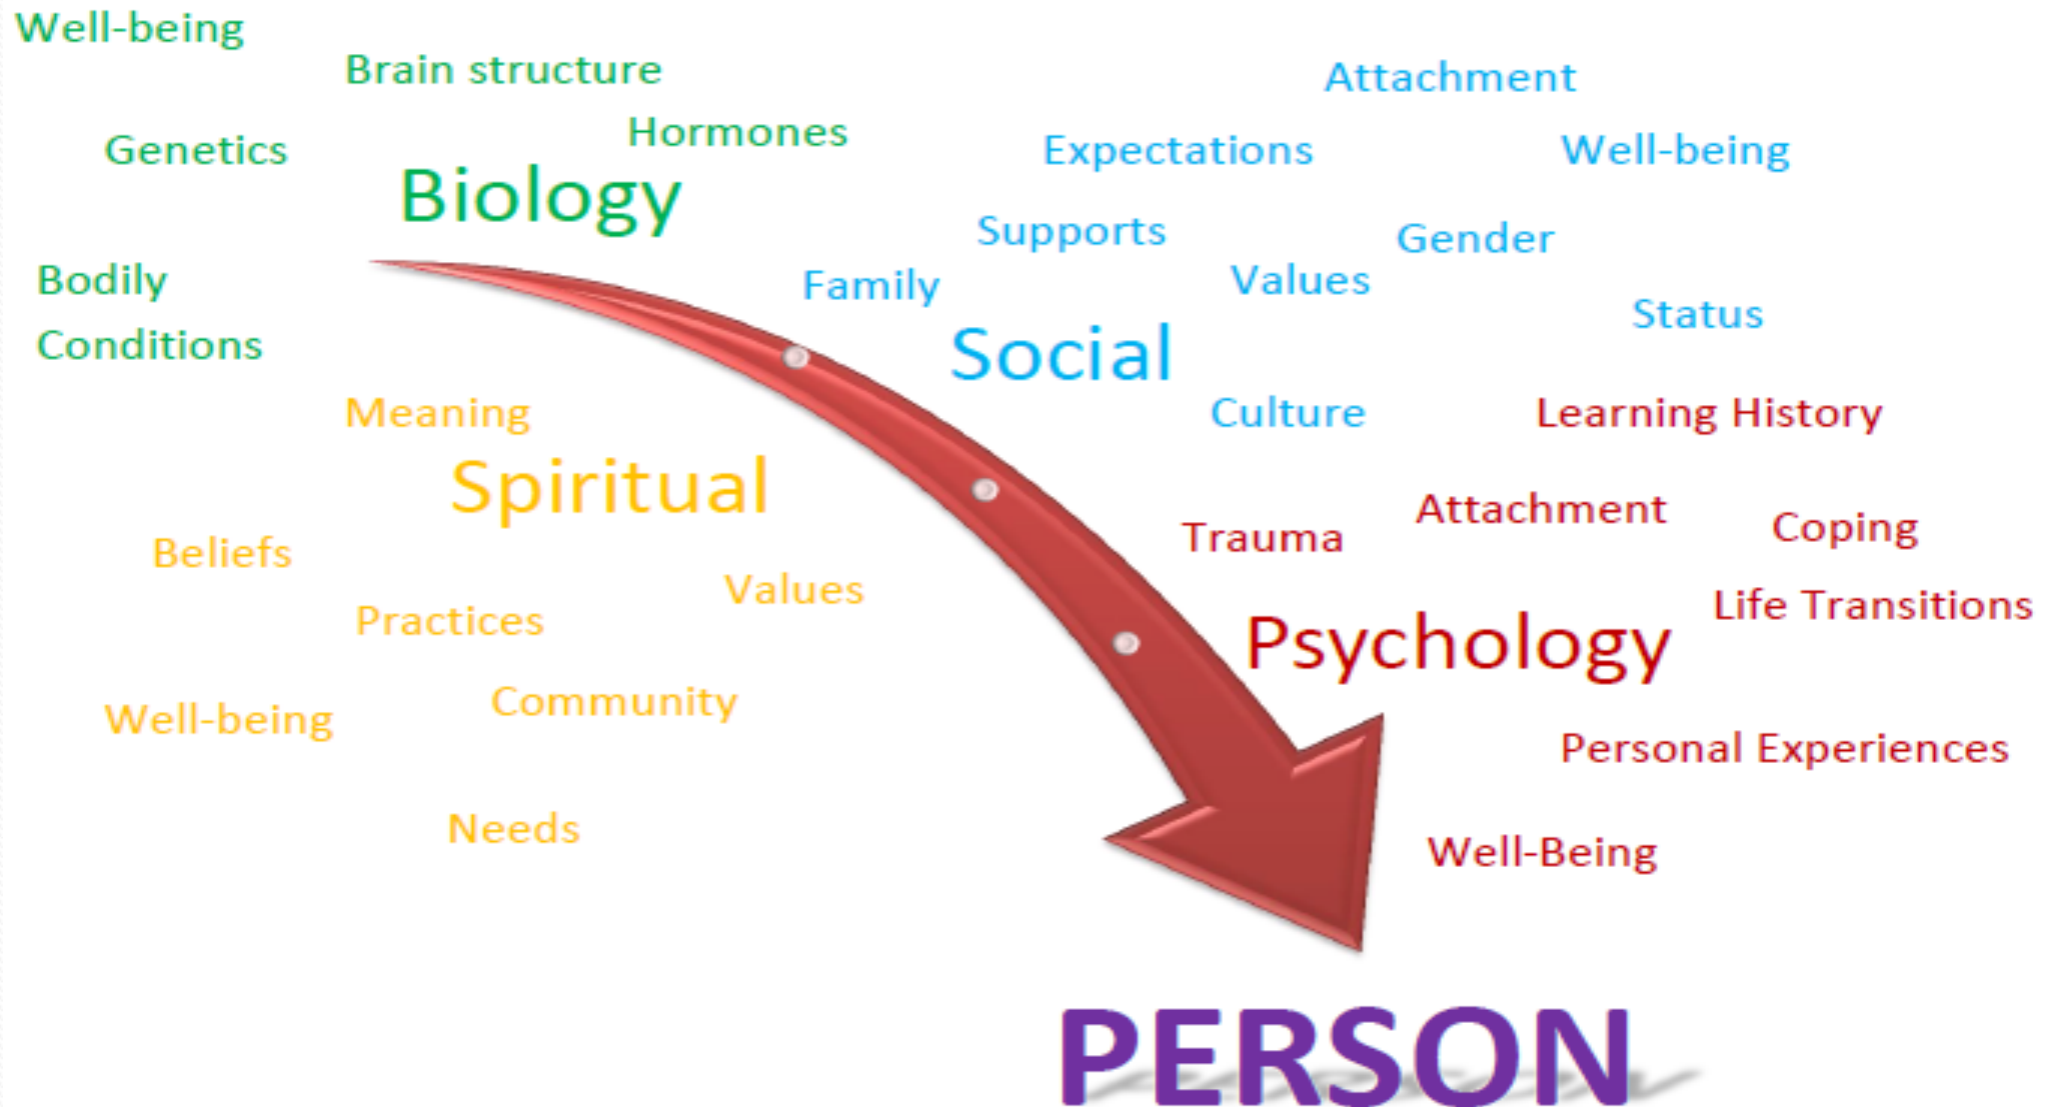 Well-being
Brain structure
Hormones
Genetics
Biology
Bodily
Conditions
Attachment
Expectations
Well-being
Supports
Gender
Family
Values
Status
Social
Culture
Meaning
Spiritual
Beliefs
Values
Practices
Community
Well-being
Needs
Learning History
Attachment
Coping
Trauma
Life Transitions
Psychology
Personal Experiences
Well-Being
PERSON